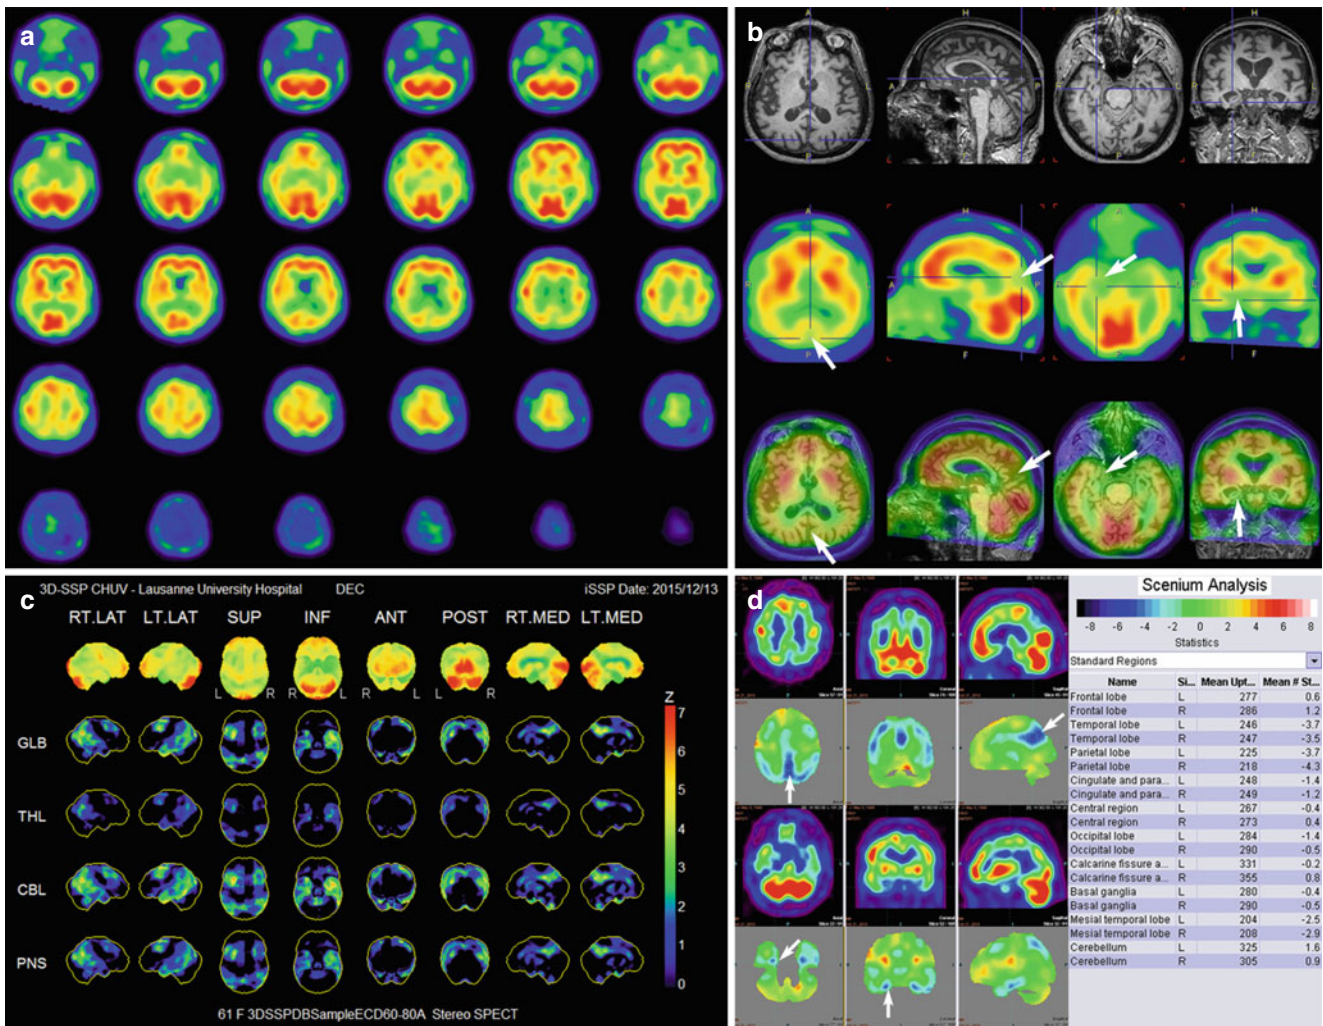 a
b
A
H
A
H
R
L
A
P
R
L
R
L
P
P
A
H
A
H
R
L
A
P
R
L
P
F
F
c
3D-SSP CHUV - Lausanne University Hospital DEC iSSP Date: 2015/12/13
RT.LAT LT.LAT SUP INF ANT POST RT.MED LT.MED
L R R L R L L R
Z
7
6
5
4
3
2
1
0
GLB
THL
CBL
PNS
61 F 3DSSPDBSampleECD60-80A Stereo SPECT
d
Scenium Analysis
-8 -6 -4 -2 0 2 4 6 8
Statistics
Standard Regions
Name Si... Mean Upt... Mean # St...
Frontal lobe L 277 0.6
Frontal lobe R 286 1.2
Temporal lobe L 246 -3.7
Temporal lobe R 247 -3.5
Parietal lobe L 225 -3.7
Parietal lobe R 218 -4.3
Cingulate and para... L 248 -1.4
Cingulate and para... R 249 -1.2
Central region L 267 -0.4
Central region R 273 0.4
Occipital lobe L 284 -1.4
Occipital lobe R 290 -0.5
Calcarine fissure a... L 331 -0.2
Calcarine fissure a... R 355 0.8
Basal ganglia L 280 -0.4
Basal ganglia R 290 -0.5
Mesial temporal lobe L 204 -2.5
Mesial temporal lobe R 208 -2.9
Cerebellum L 325 1.6
Cerebellum R 305 0.9